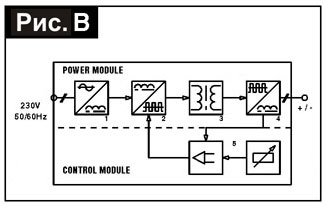 Рис. В
POWER MODULE
230V
50/60Hz
1
2
3
4
+ / -
5
CONTROL MODULE